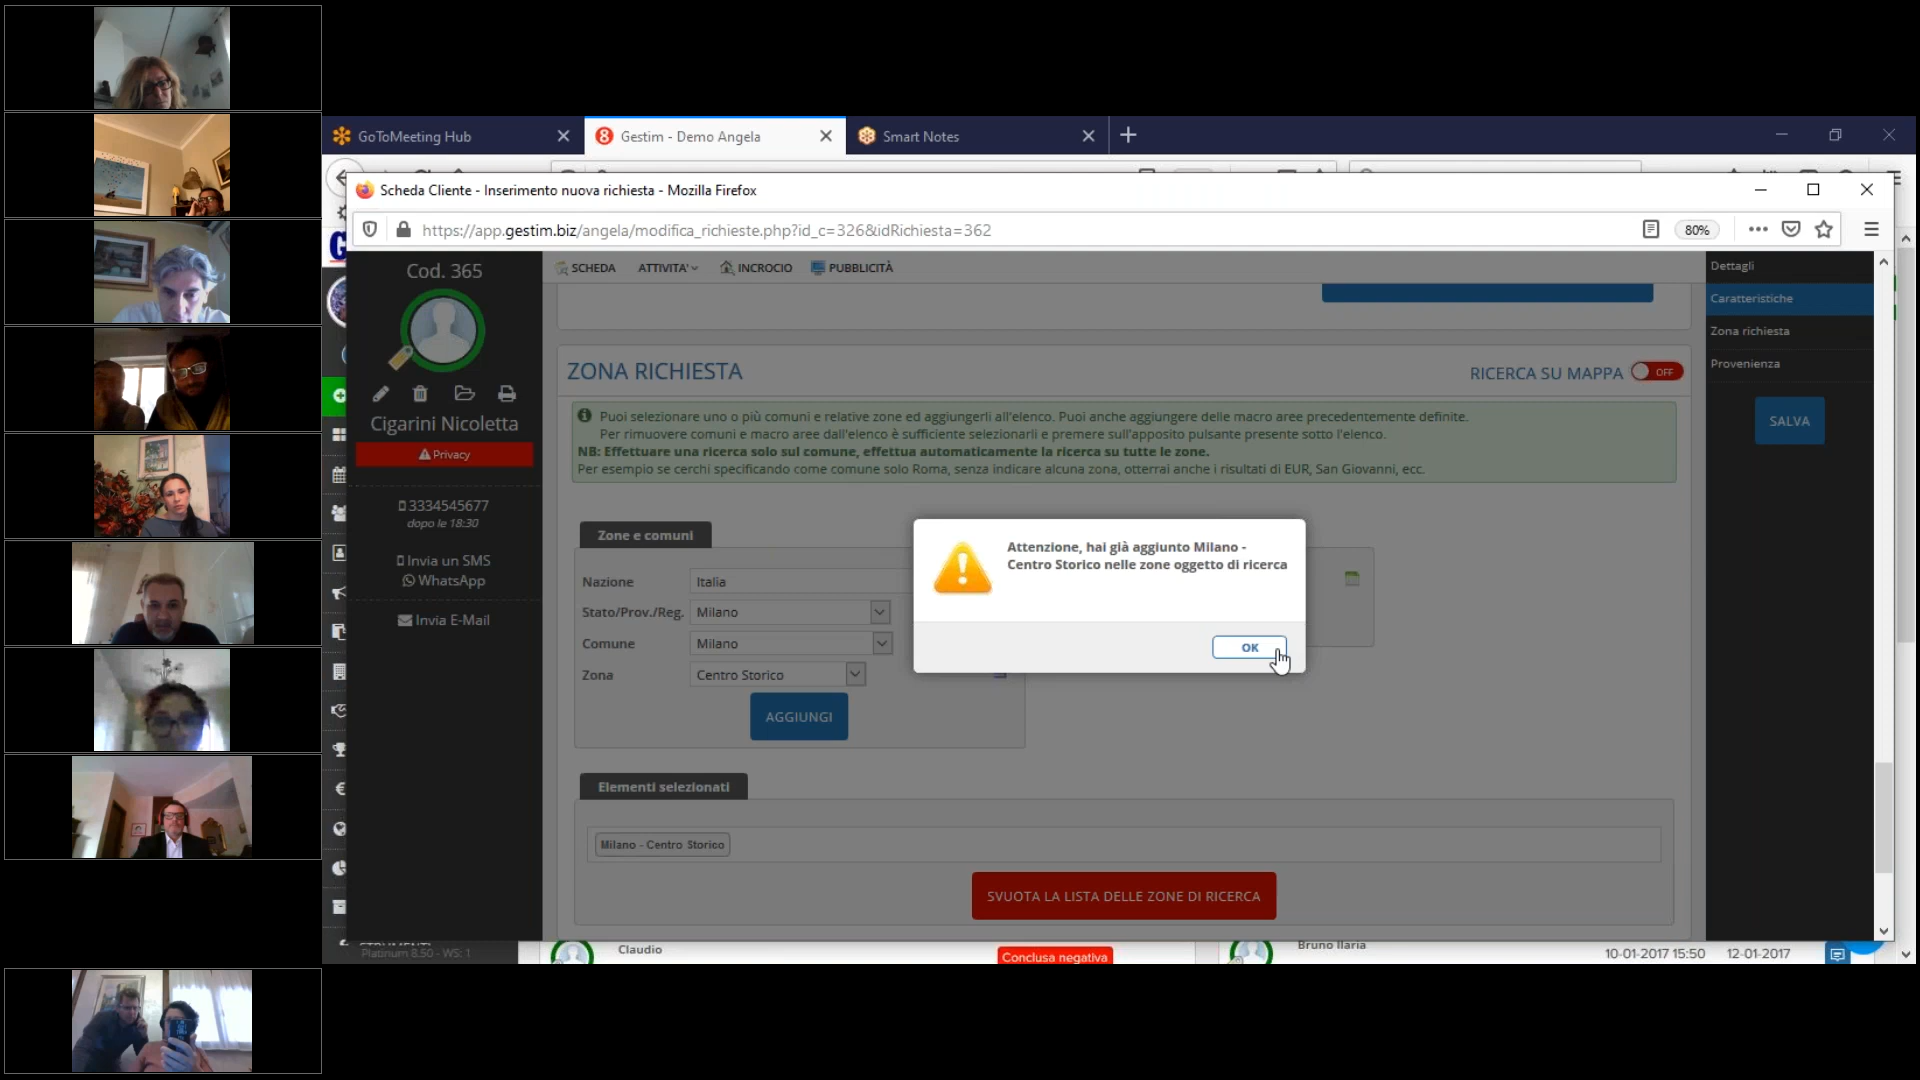 GoToMeeting Hub
Gestim - Demo Angela
Smart Notes
Scheda Cliente - Inserimento nuova richiesta - Mozilla Firefox
https://app.gestim.biz/angela/modifica_richieste.php?id_c=326&idRichiesta=362
80%
Cod. 365
SCHEDA
ATTIVITA'
INCROCIO
PUBBLICITÀ
Dettagli
Caratteristiche
Zona richiesta
Provenienza
SALVA
Cigarini Nicoletta
Privacy
3334545677
dopo le 18:30
Invia un SMS
WhatsApp
Invia E-Mail
ZONA RICHIESTA
RICERCA SU MAPPA
OFF
Puoi selezionare uno o più comuni e relative zone ed aggiungerli all'elenco. Puoi anche aggiungere delle macro aree precedentemente definite.
Per rimuovere comuni e macro aree dall'elenco è sufficiente selezionarli e premere sull'apposito pulsante presente sotto l'elenco.
NB: Effettuare una ricerca solo sul comune, effettua automaticamente la ricerca su tutte le zone.
Per esempio se cerchi specificando come comune solo Roma, senza indicare alcuna zona, otterrai anche i risultati di EUR, San Giovanni, ecc.
Zone e comuni
Nazione
Italia
Stato/Prov./Reg.
Milano
Comune
Milano
Zona
Centro Storico
AGGIUNGI
Attenzione, hai già aggiunto Milano -
Centro Storico nelle zone oggetto di ricerca
OK
Elementi selezionati
Milano - Centro Storico
SVUOTA LA LISTA DELLE ZONE DI RICERCA
Platinum 8.50 - WS: 1
Claudio
Conclusa negativa
Bruno Ilaria
10-01-2017 15:50
12-01-2017